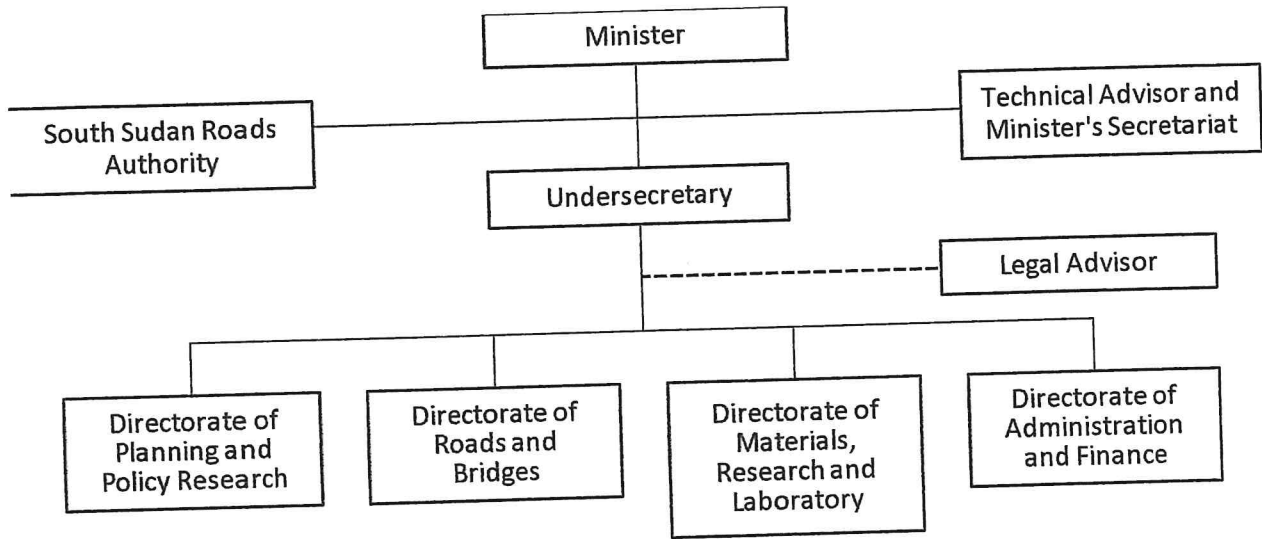 Minister
South Sudan Roads
Authority
Technical Advisor and
Minister's Secretariat
Undersecretary
Legal Advisor
Directorate of
Planning and
Policy Research
Directorate of
Roads and
Bridges
Directorate of
Materials,
Research and
Laboratory
Directorate of
Administration
and Finance